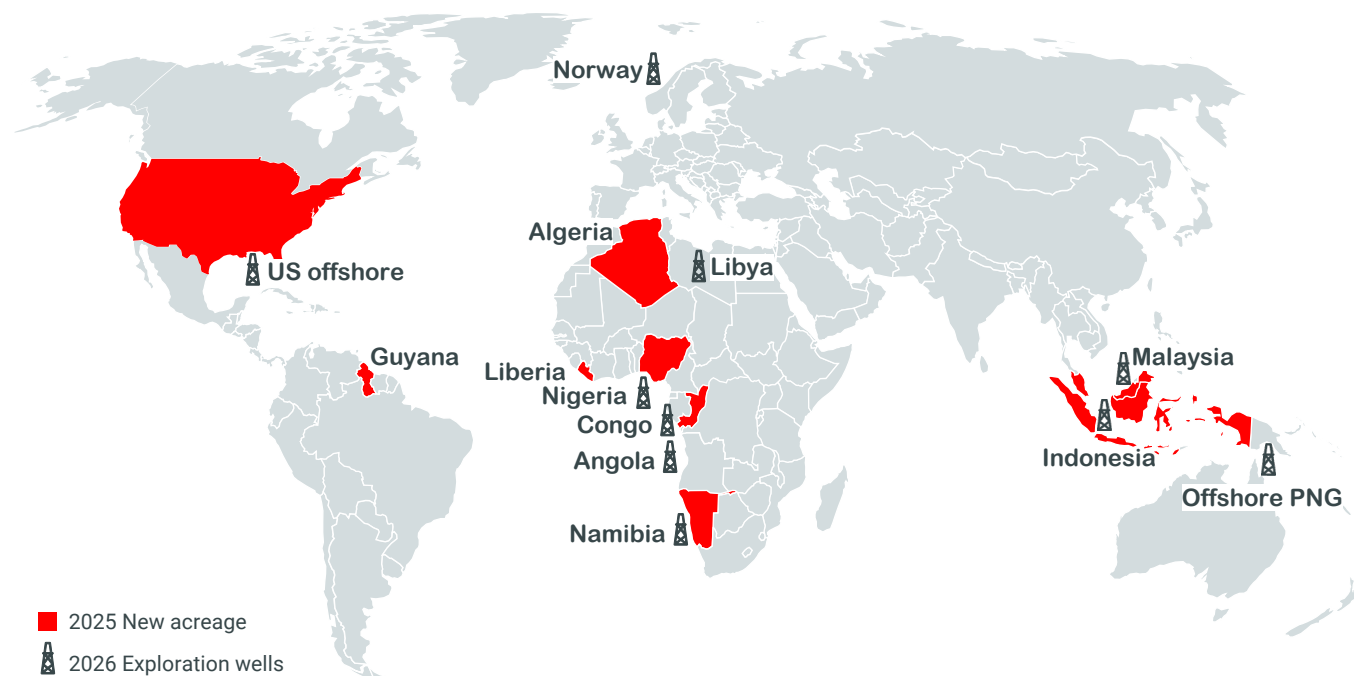 Norway
Algeria
Libya
US offshore
Guyana
Malaysia
Liberia
Nigeria
Congo
Angola
Indonesia
Offshore PNG
Namibia
2025 New acreage
2026 Exploration wells